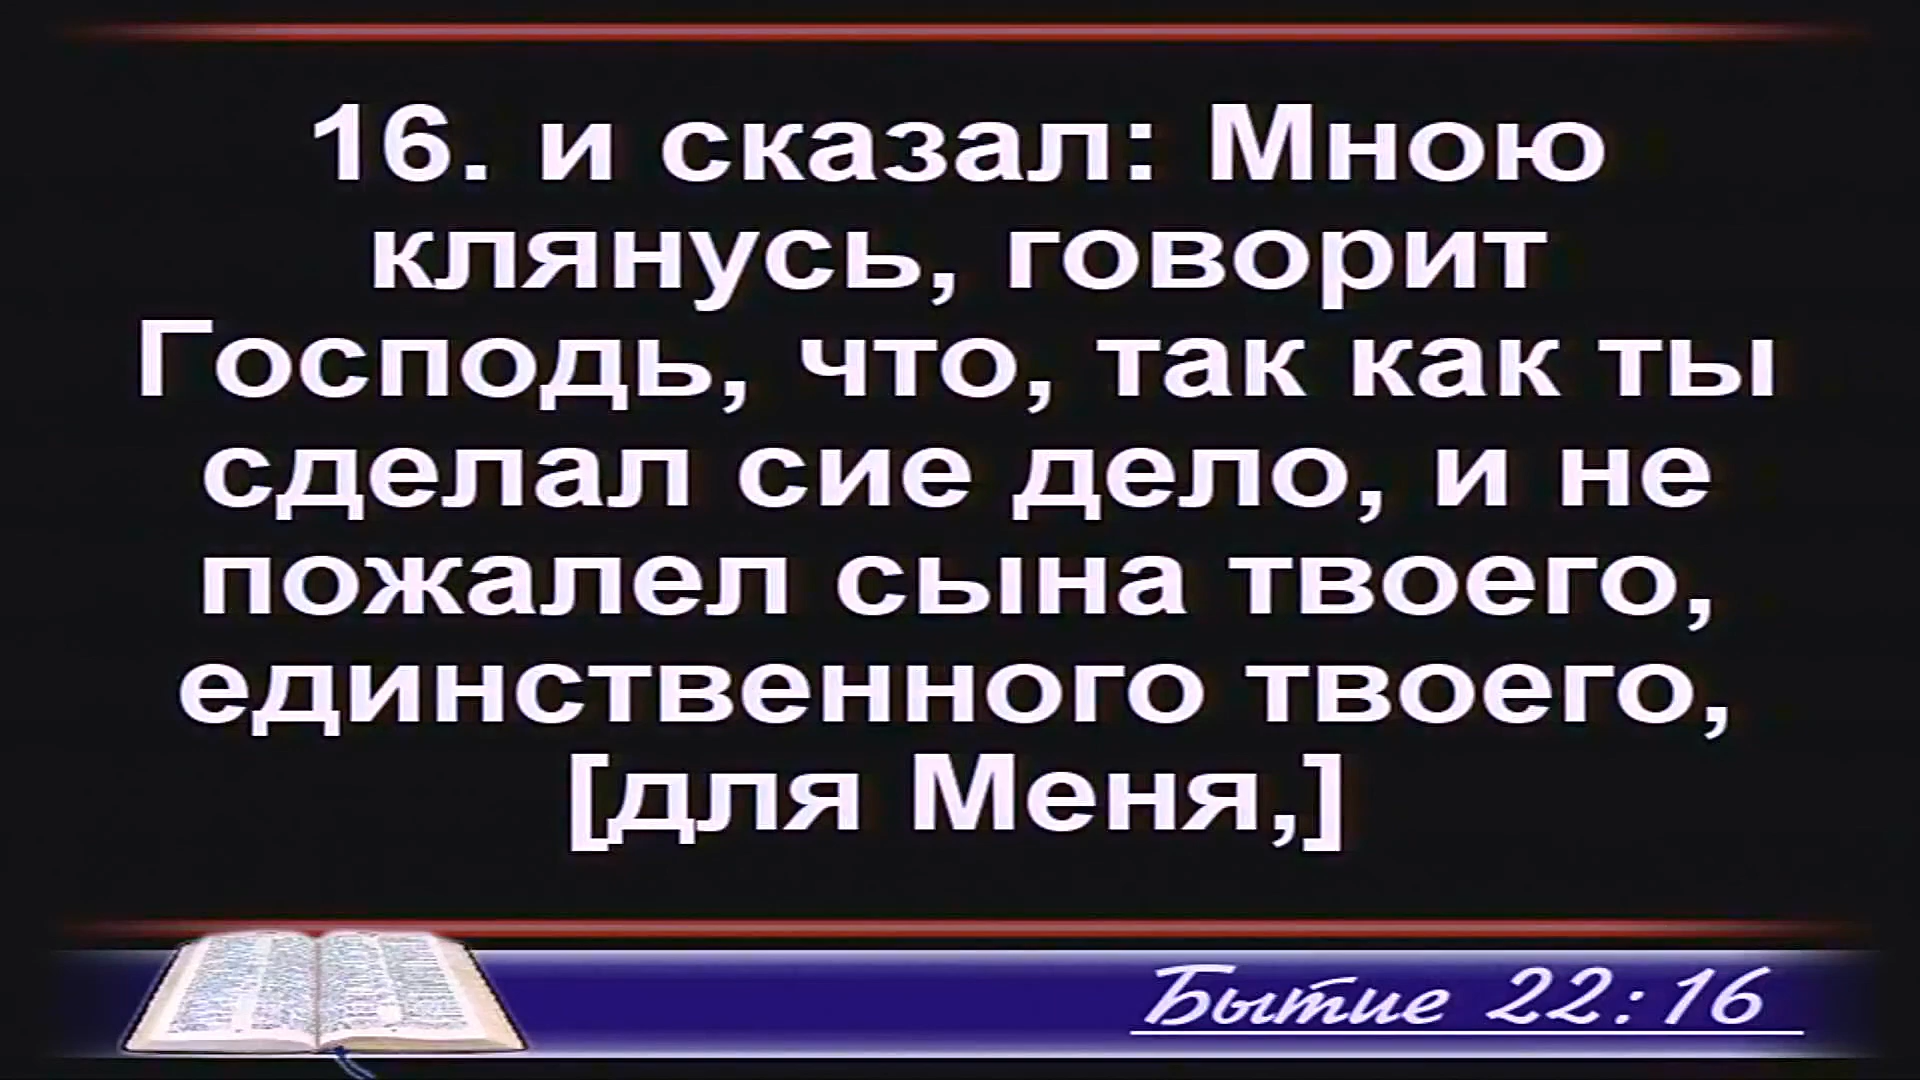 16. и сказал: Мною
клянусь, говорит
Господь, что, так как ты
сделал сие дело, и не
пожалел сына твоего,
единственного твоего,
[для Меня,]
Бытие 22:16